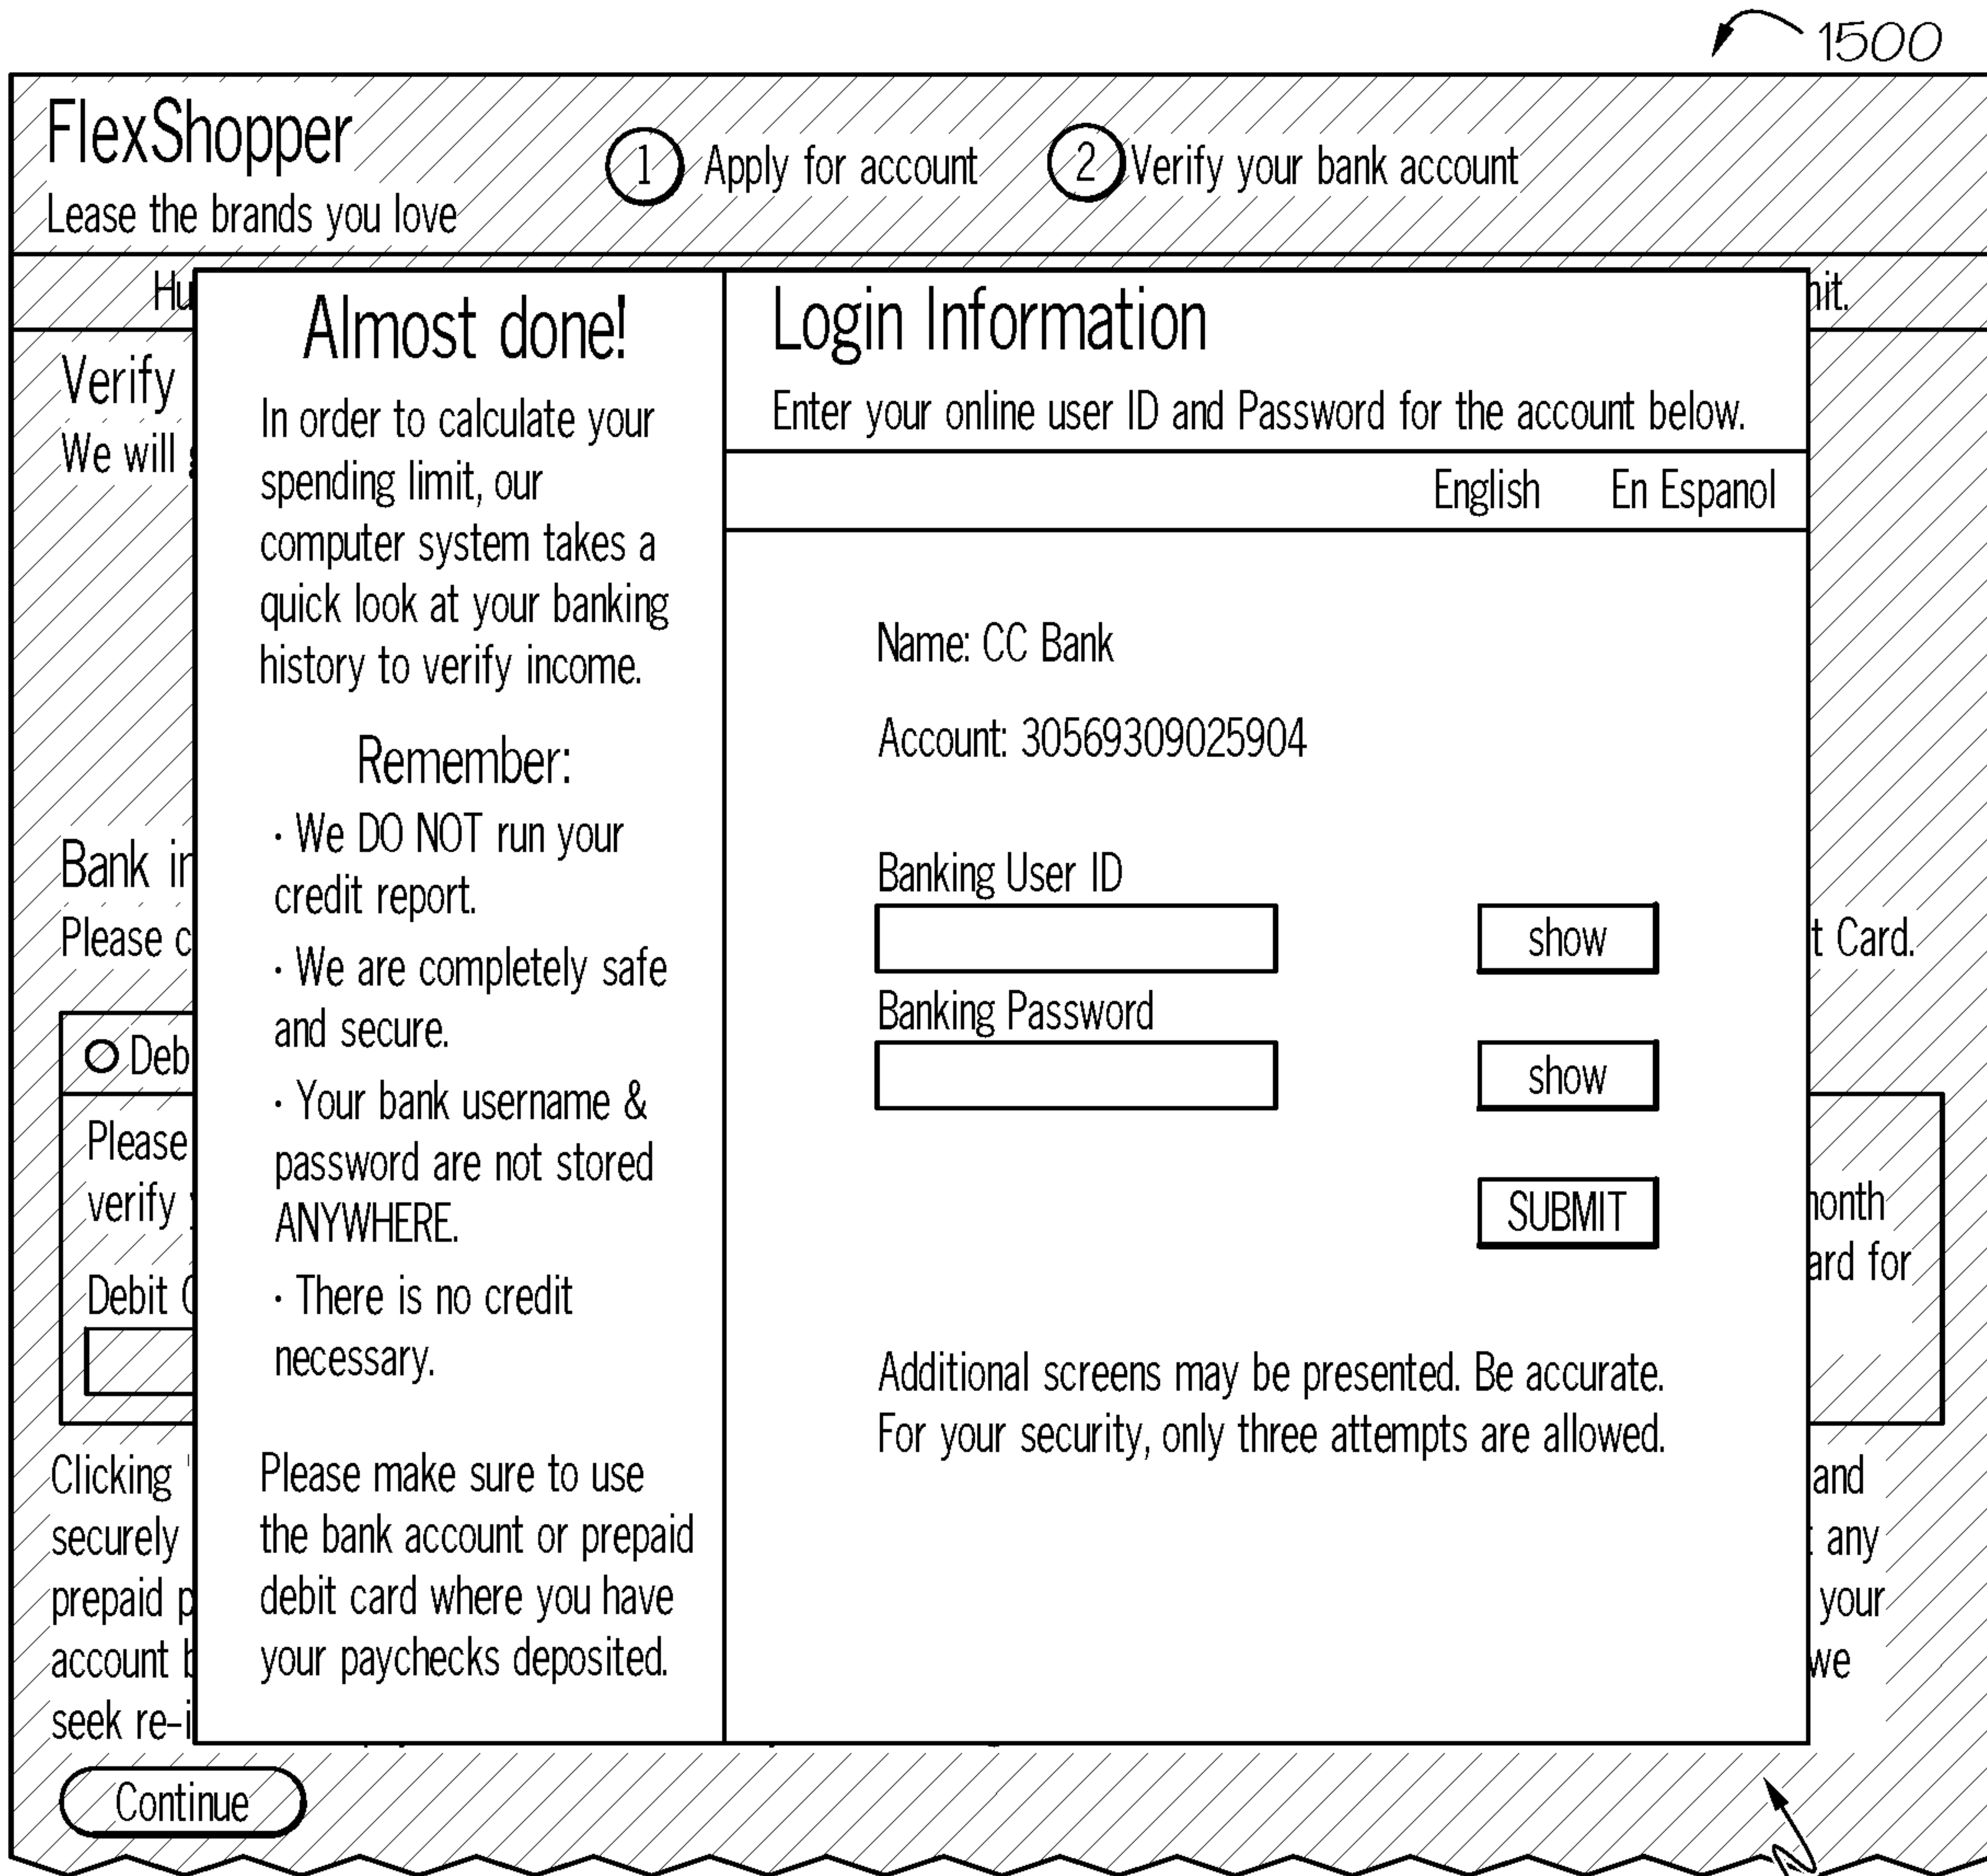 1500
FlexShopper
Lease the brands you love
1 Apply for account 2 Verify your bank account
Almost done!
In order to calculate your
spending limit, our
computer system takes a
quick look at your banking
history to verify income.
Remember:
· We DO NOT run your
credit report.
· We are completely safe
and secure.
· Your bank username &
password are not stored
ANYWHERE.
· There is no credit
necessary.
Please make sure to use
the bank account or prepaid
debit card where you have
your paychecks deposited.
Login Information
Enter your online user ID and Password for the account below.
English En Espanol
Name: CC Bank
Account: 30569309025904
Banking User ID
show
Banking Password
show
SUBMIT
Additional screens may be presented. Be accurate.
For your security, only three attempts are allowed.
Verify
We will
Bank
Please
t Card.
Please
verify
Debit
ard for
Clicking
securely
prepaid
account
seek
and
any
your
we
Continue